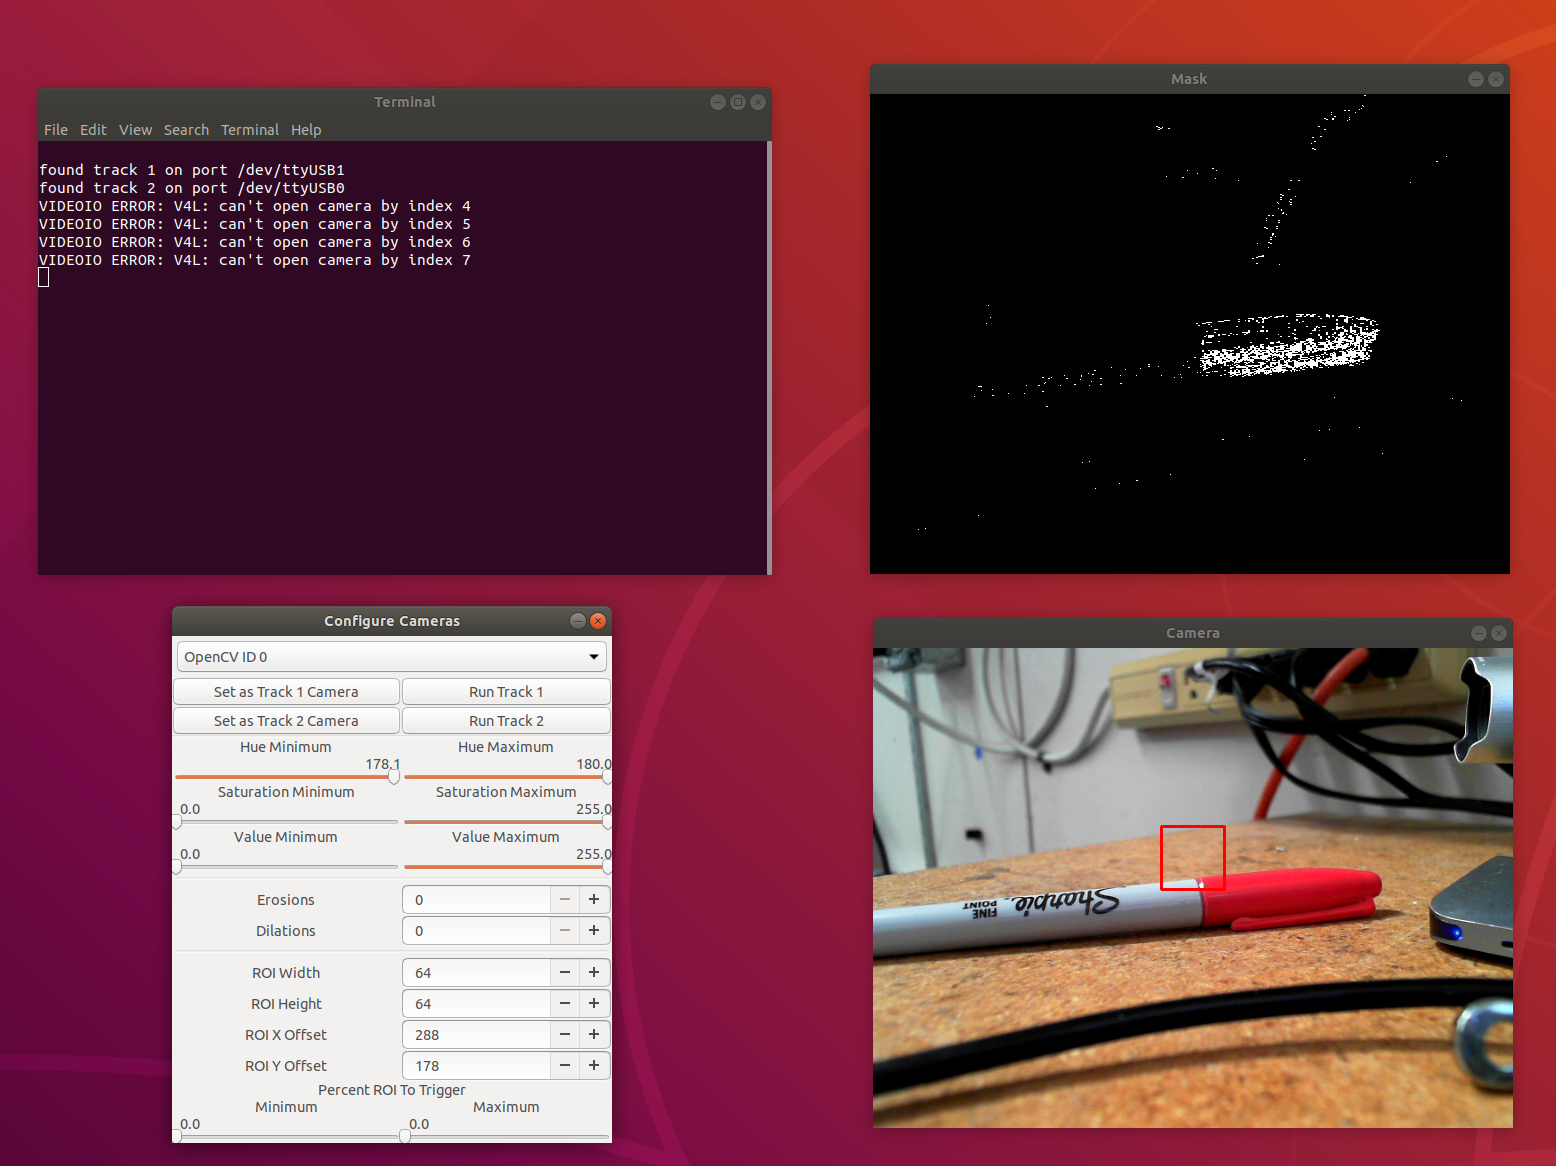 Terminal
File Edit View Search Terminal Help
found track 1 on port /dev/ttyUSB1
found track 2 on port /dev/ttyUSB0
VIDEOIO ERROR: V4L: can't open camera by index 4
VIDEOIO ERROR: V4L: can't open camera by index 5
VIDEOIO ERROR: V4L: can't open camera by index 6
VIDEOIO ERROR: V4L: can't open camera by index 7
Mask
Configure Cameras
OpenCV ID 0
Set as Track 1 Camera Run Track 1
Set as Track 2 Camera Run Track 2
Hue Minimum Hue Maximum
178.1 180.0
Saturation Minimum Saturation Maximum
0.0 255.0
Value Minimum Value Maximum
0.0 255.0
Erosions 0
Dilations 0
ROI Width 64
ROI Height 64
ROI X Offset 288
ROI Y Offset 178
Percent ROI To Trigger
Minimum Maximum
0.0 0.0
Camera
Sharpie
FINE
POINT